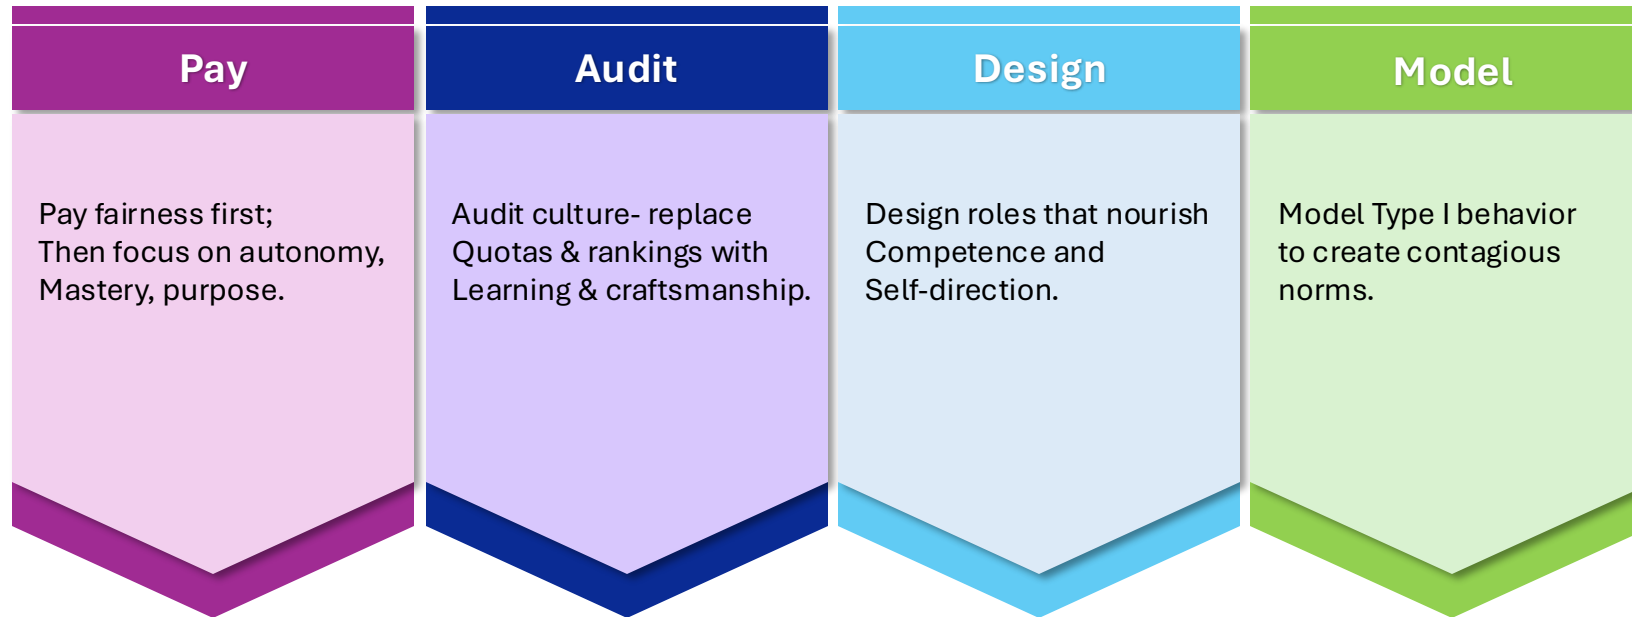 Pay
Pay fairness first;
Then focus on autonomy,
Mastery, purpose.
Audit
Audit culture- replace
Quotas & rankings with
Learning & craftsmanship.
Design
Design roles that nourish
Competence and
Self-direction.
Model
Model Type I behavior
to create contagious
norms.